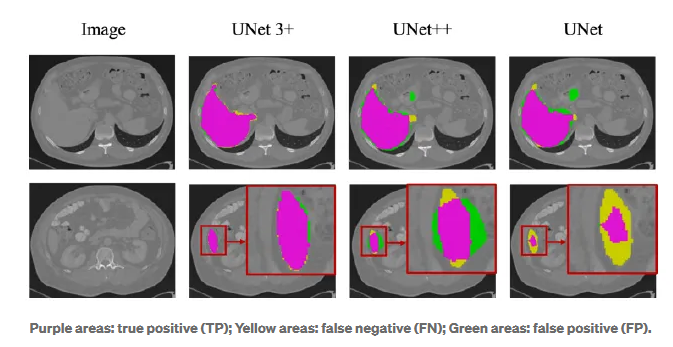 Image UNet 3+ UNet++ UNet
Purple areas: true positive (TP); Yellow areas: false negative (FN); Green areas: false positive (FP).